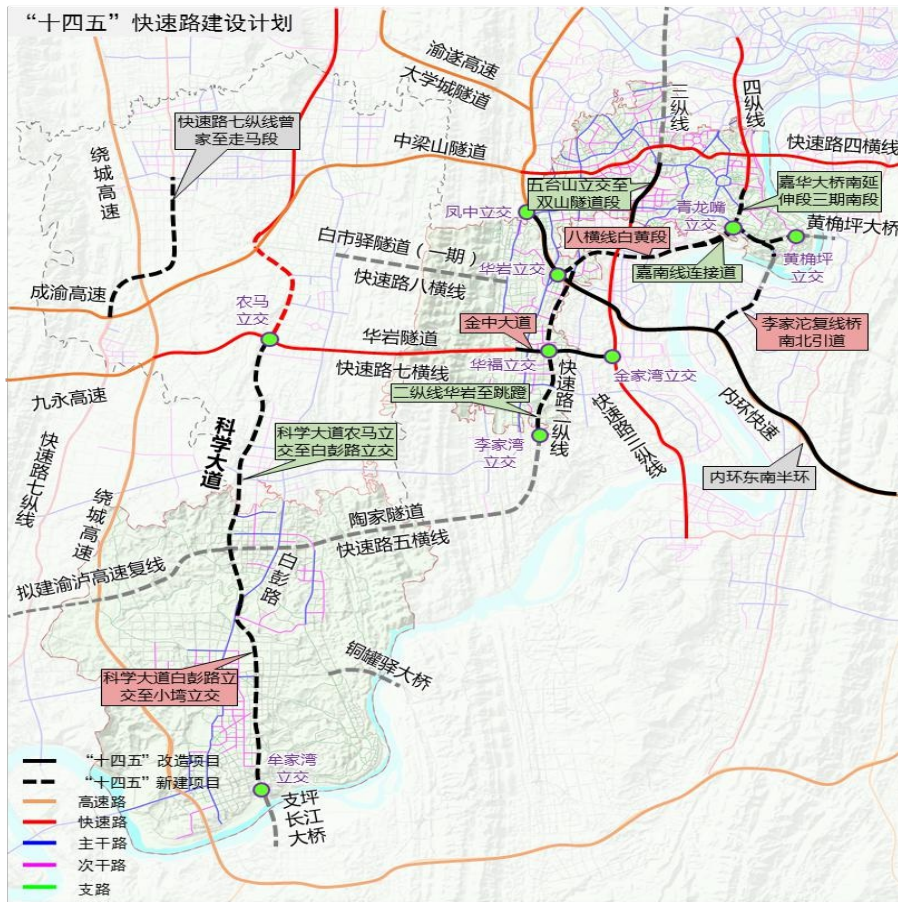 “十四五”快速路建设计划
渝遂高速
大学城隧道
三纵线
四纵线
快速路七纵线曾
家至走马段
绕城高速
中梁山隧道
快速路四横线
五台山立交至
双山隧道段
嘉华大桥南延
伸段三期南段
凤中立交
青龙嘴
立交
黄桷坪大桥
八横线白黄段
白市驿隧道（一期）
华岩立交
黄桷坪
立交
快速路八横线
嘉南线连接道
成渝高速
农马
立交
金中大道
李家沱复线桥
南北引道
华岩隧道
华福立交
快速路七横线
金家湾立交
九永高速
二纵线华岩至跳蹬
快速路二纵线
内环快速
快速路三纵线
科学大道
科学大道农马立
交至白彭路立交
李家湾
立交
快速路七纵线
内环东南半环
绕城高速
陶家隧道
快速路五横线
拟建渝泸高速复线
白彭路
铜罐驿大桥
科学大道白彭路立
交至小塆立交
牟家湾
立交
支坪
长江
大桥
“十四五”改造项目
“十四五”新建项目
高速路
快速路
主干路
次干路
支路